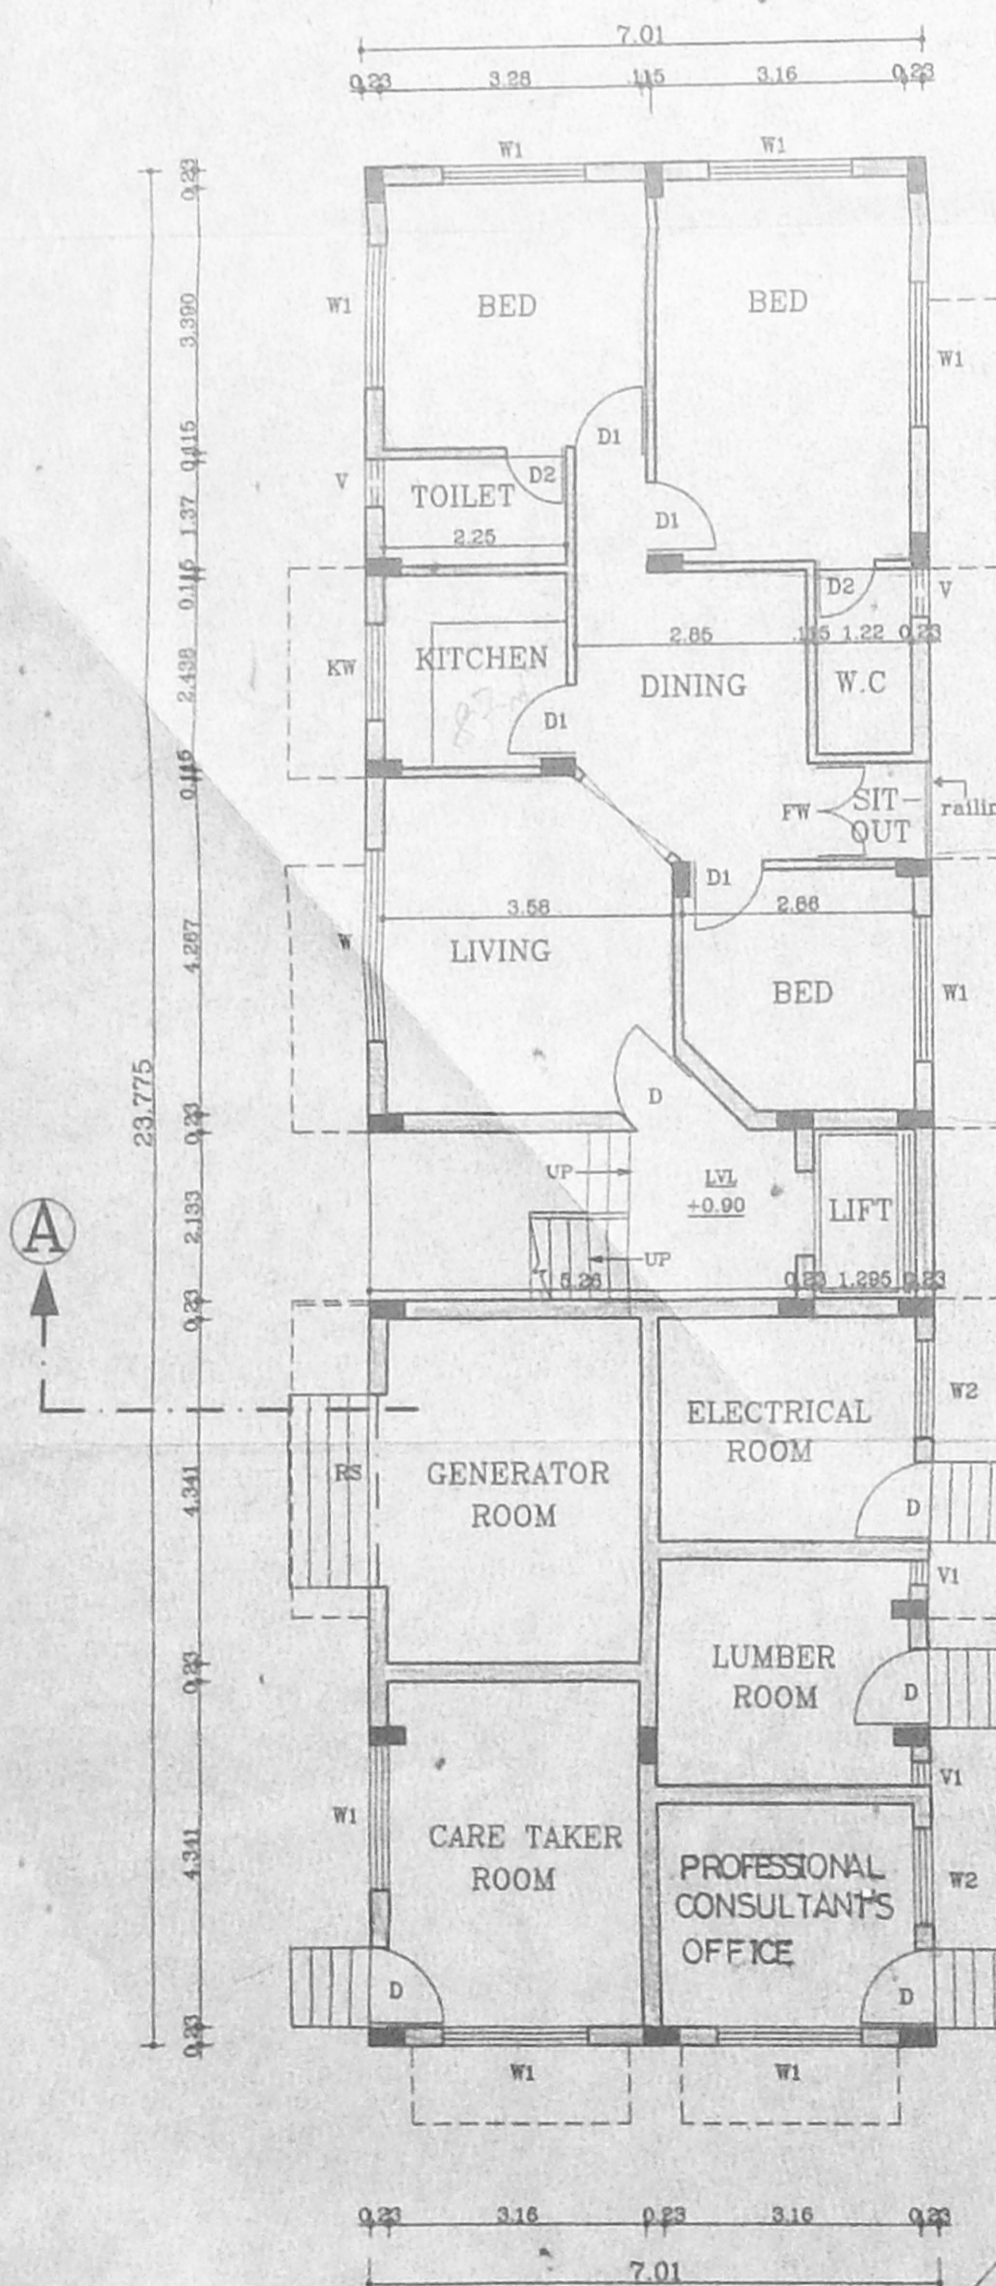 7.01
0.23 3.28 .115 3.16 0.23
W1 W1
0.23
BED BED
W1 3.390 W1
D1
0.115
V D2
TOILET
1.37 D1
2.25
0.115 D2 V
2.85 .115 1.22 0.23
KW KITCHEN
2.438 DINING W.C
D1
0.115
FW SIT-
OUT railin
D1
3.58 2.66
W 4.267 LIVING
BED W1
23.775
D
0.23
UP LVL
+0.90
2.133 LIFT
A
UP
5.26 0.23 1.295 0.23
0.23
W2
ELECTRICAL
ROOM
RS GENERATOR
ROOM
4.341 D
V1
LUMBER
ROOM
0.23 D
V1
W1 CARE TAKER
ROOM
4.341 PROFESSIONAL
CONSULTANT'S
OFFICE
W2
D D
0.23
W1 W1
0.23 3.16 0.23 3.16 0.23
7.01